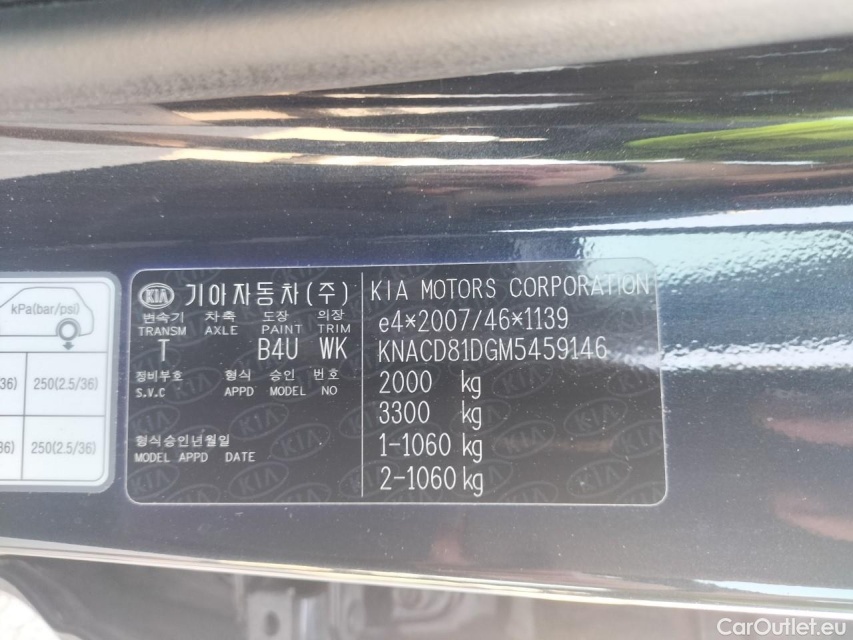 kPa(bar/psi)
36) 250(2.5/36)
36) 250(2.5/36)
KIA 기아자동차(주)
변속기 차축 도장 의장
TRANSM AXLE PAINT TRIM
T B4U WK
정비부호 형식 승인 번호
S.V.C APPD MODEL NO
형식승인년월일
MODEL APPD DATE
KIA MOTORS CORPORATION
e4*2007/46*1139
KNACD81DGM5459146
2000 kg
3300 kg
1-1060 kg
2-1060 kg
CarOutlet.eu